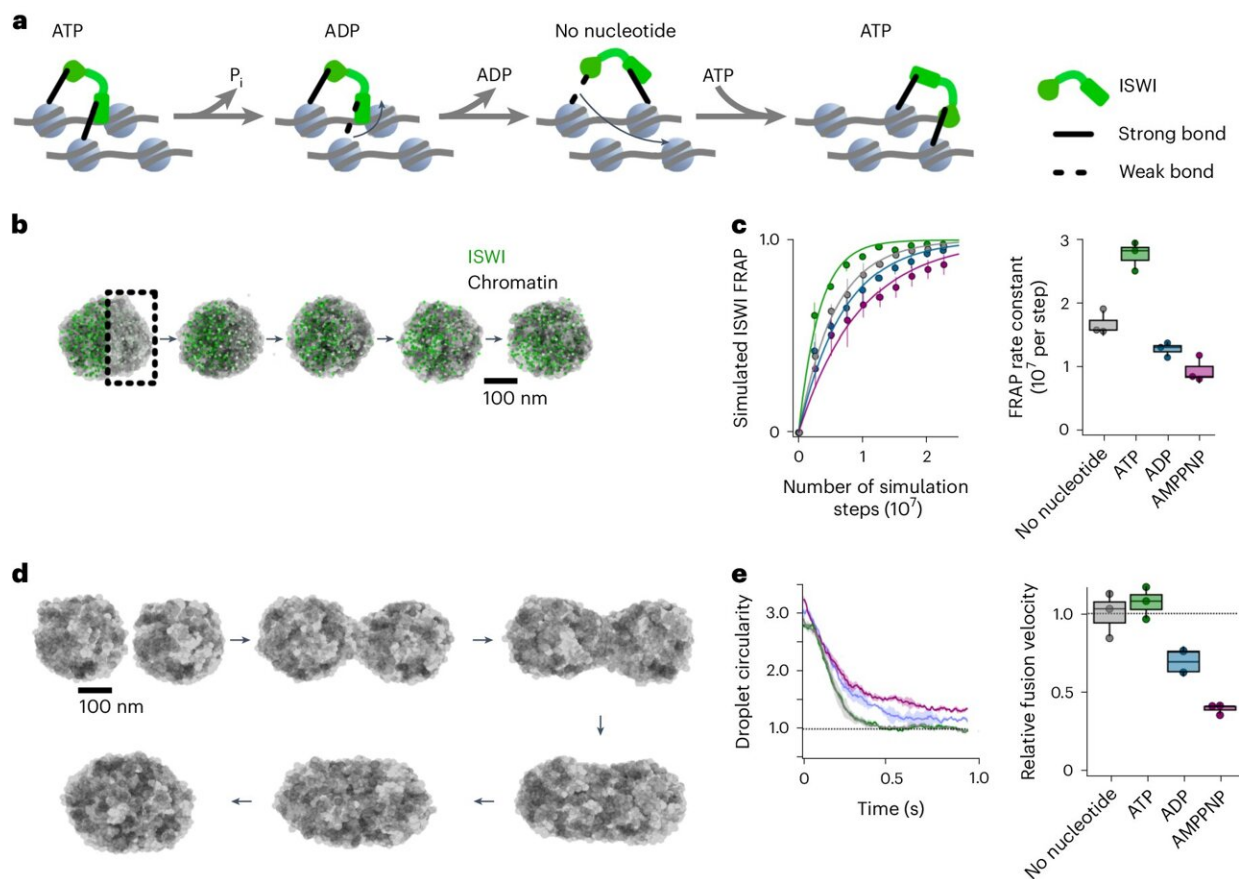 a
ATP
ADP
No nucleotide
ATP
Pi
ADP
ATP
ISWI
Strong bond
Weak bond
b
ISWI
Chromatin
100 nm
c
Simulated ISWI FRAP
1.0
0
0
1
2
Number of simulation
steps (10⁷)
FRAP rate constant
(10⁷ per step)
3
2
1
0
No nucleotide
ATP
ADP
AMPPNP
d
100 nm
e
Droplet circularity
3.0
2.0
1.0
0
0.5
1.0
Time (s)
Relative fusion velocity
1.0
0.5
0
No nucleotide
ATP
ADP
AMPPNP